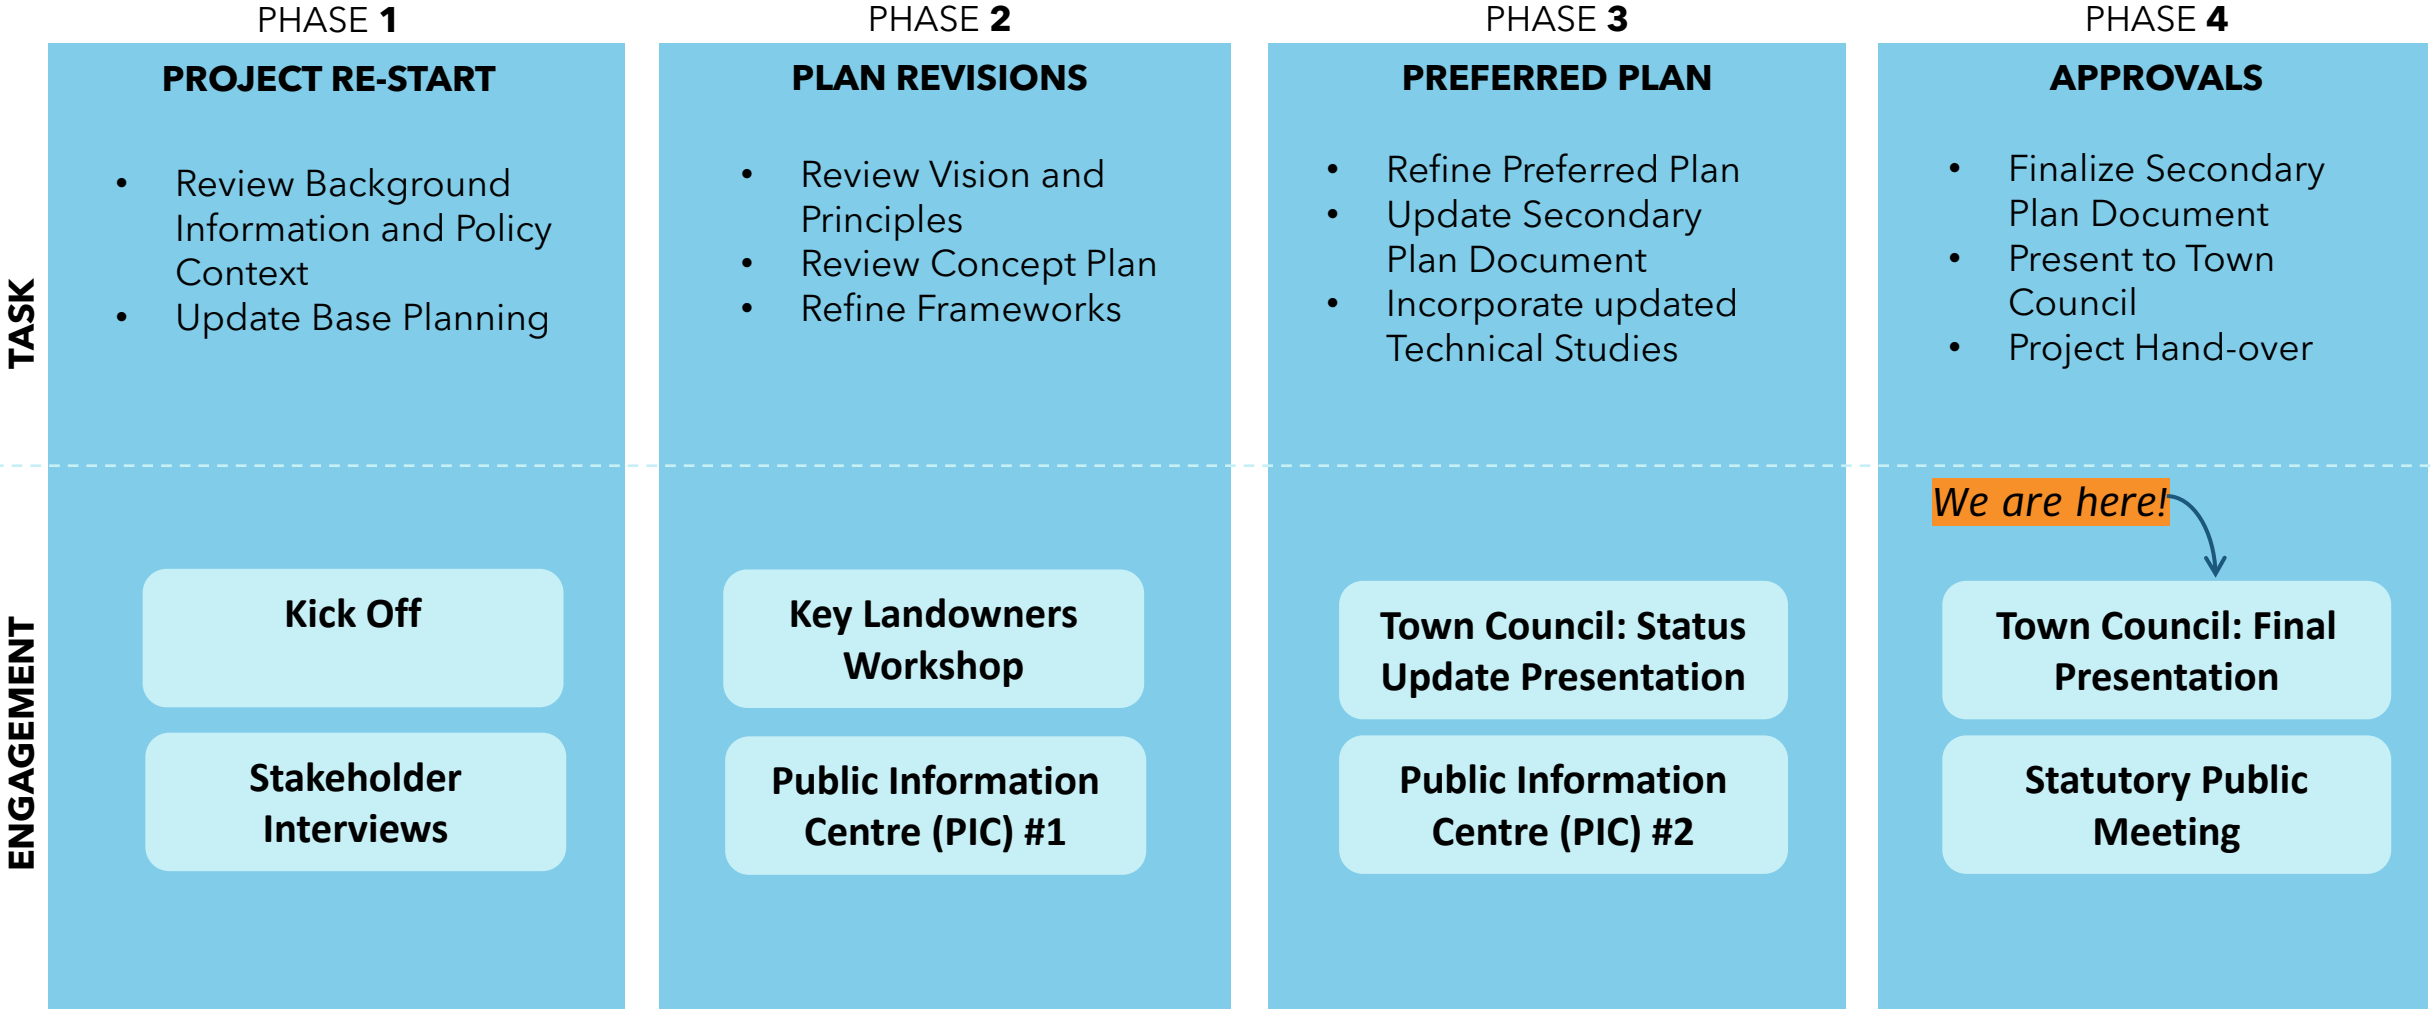 PHASE 1
PROJECT RE-START
• Review Background
Information and Policy
Context
• Update Base Planning
Kick Off
Stakeholder
Interviews
PHASE 2
PLAN REVISIONS
• Review Vision and
Principles
• Review Concept Plan
• Refine Frameworks
Key Landowners
Workshop
Public Information
Centre (PIC) #1
PHASE 3
PREFERRED PLAN
• Refine Preferred Plan
• Update Secondary
Plan Document
• Incorporate updated
Technical Studies
Town Council: Status
Update Presentation
Public Information
Centre (PIC) #2
PHASE 4
APPROVALS
• Finalize Secondary
Plan Document
• Present to Town
Council
• Project Hand-over
We are here!
Town Council: Final
Presentation
Statutory Public
Meeting
TASK
ENGAGEMENT